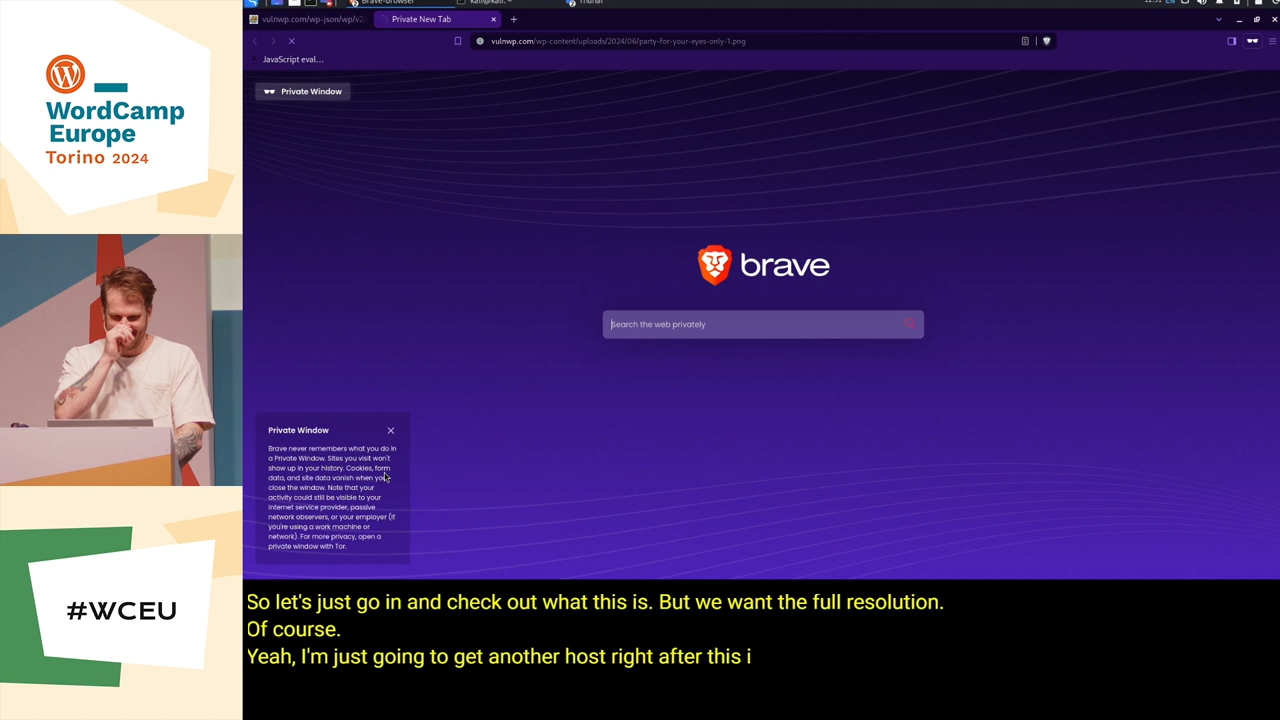 WordCamp
Europe
Torino 2024
#WCEU
vulnwp.com/wp-json/wp/v2
Private New Tab
vulnwp.com/wp-content/uploads/2024/06/party-for-your-eyes-only-1.png
JavaScript eval...
Private Window
brave
Search the web privately
Private Window
Brave never remembers what you do in
a Private Window. Sites you visit won't
show up in your history. Cookies, form
data, and site data vanish when you
close the window. Note that your
activity could still be visible to your
internet service provider, passive
network observers, or your employer (if
you're using a work machine or
network). For more privacy, open a
private window with Tor.
So let's just go in and check out what this is. But we want the full resolution.
Of course.
Yeah, I'm just going to get another host right after this i